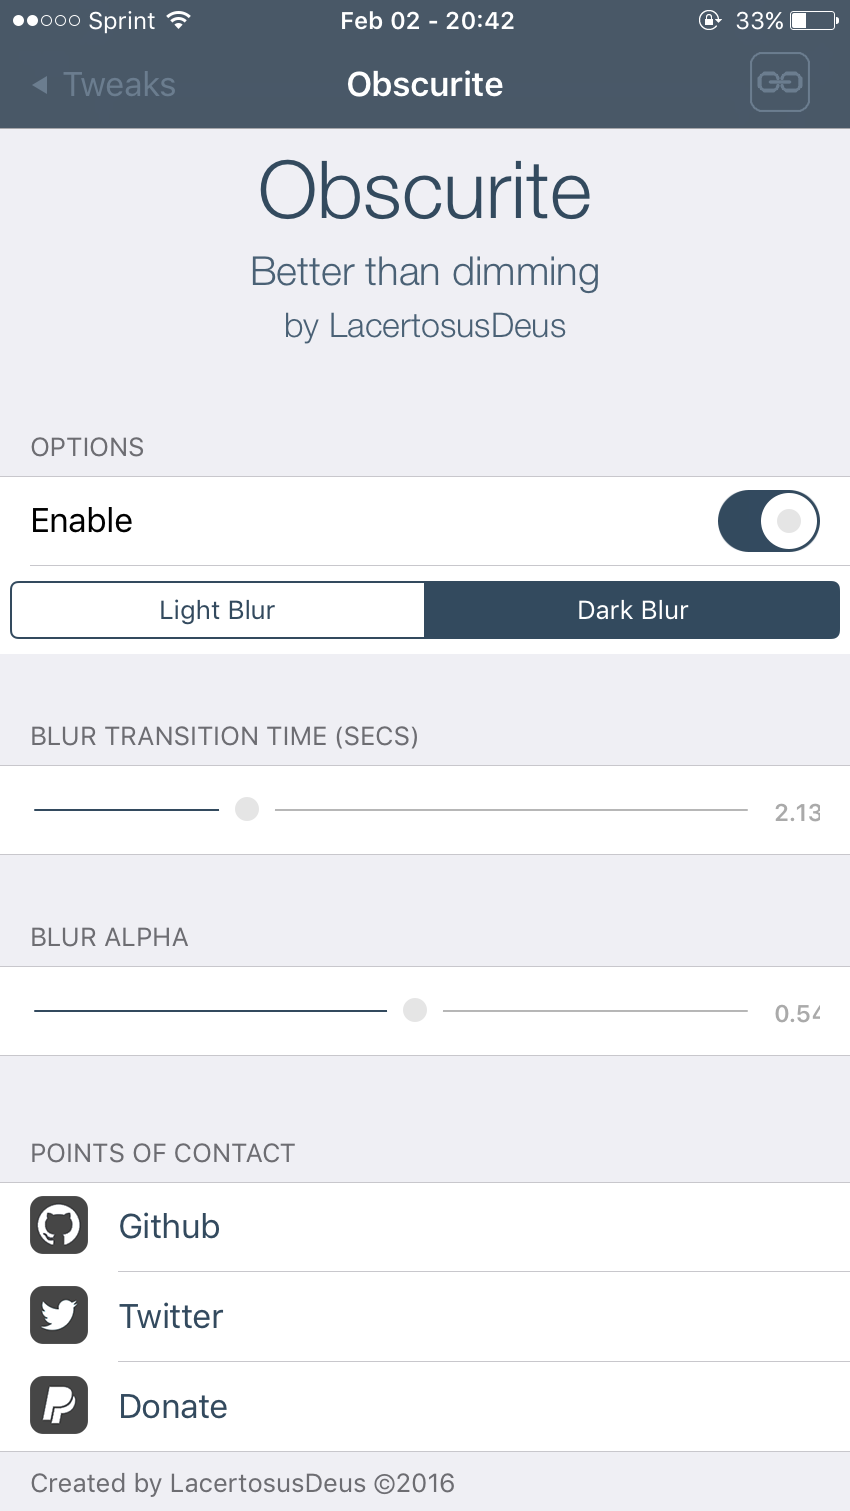 Sprint Feb 02 - 20:42 33%
Tweaks Obscurite
Obscurite
Better than dimming
by LacertosusDeus
OPTIONS
Enable
Light Blur Dark Blur
BLUR TRANSITION TIME (SECS)
2.13
BLUR ALPHA
0.54
POINTS OF CONTACT
Github
Twitter
Donate
Created by LacertosusDeus ©2016